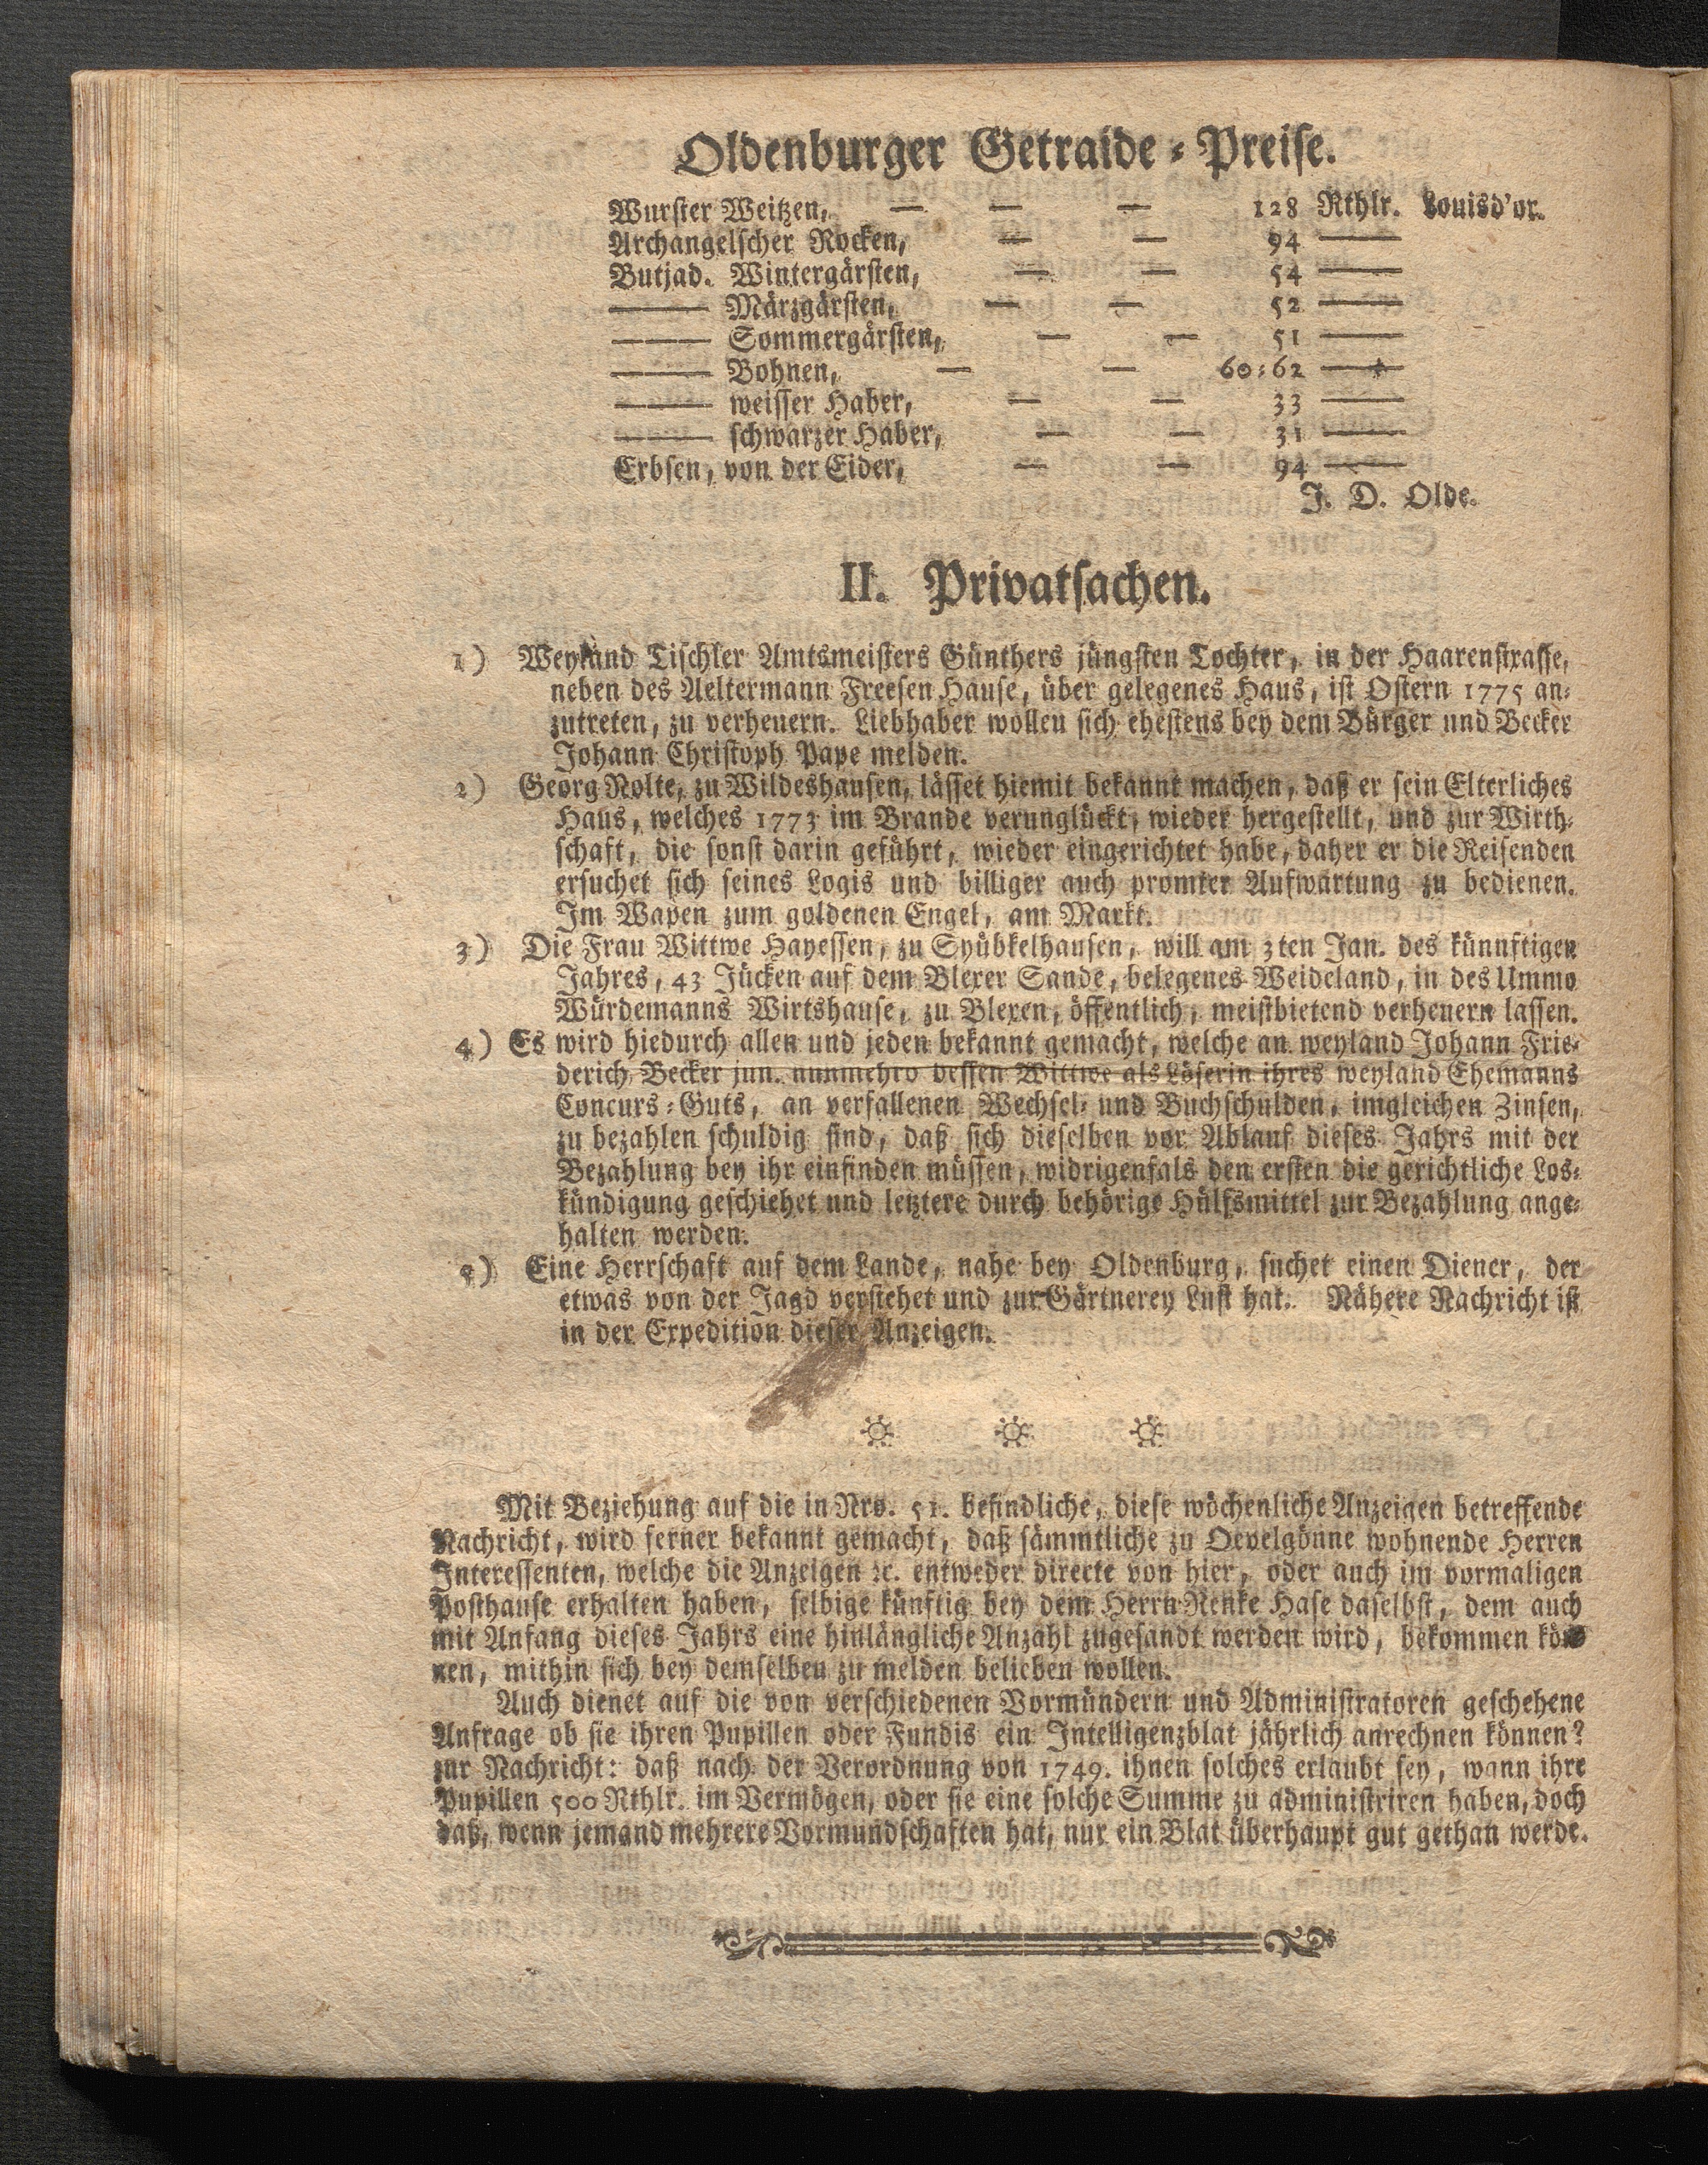 Oldenburger Getraide-Preise.
Wurster Weitzen, — — — 128 Rthlr. Louisd'or.
Archangelscher Rocken, — — 94 ——
Butjad. Wintergärsten, — — 54 ——
—— Märzgärsten, — — 52 ——
—— Sommergärsten, — — 51 ——
—— Bohnen, — — 60:62 ——
—— weisser Haber, — — 33 ——
—— schwarzer Haber, — — 31 ——
Erbsen, von der Eider, — — 94 ——
J. D. Olde.
II. Privatsachen.
1) Weyland Tischler Amtsmeisters Günthers jüngsten Tochter, in der Haarenstrasse,
neben des Aeltermann Freesen Hause, über gelegenes Haus, ist Ostern 1775 an-
zutreten, zu verheuern. Liebhaber wollen sich ehestens bey dem Bürger und Becker
Johann Christoph Pape melden.
2) Georg Nolte, zu Wildeshausen, lässet hiemit bekannt machen, daß er sein Elterliches
Haus, welches 1773 im Brande verunglückt, wieder hergestellt, und zur Wirth-
schaft, die sonst darin geführt, wieder eingerichtet habe, daher er die Reisenden
ersuchet sich seines Logis und billiger auch promter Aufwartung zu bedienen.
Im Wapen zum goldenen Engel, am Markt.
3) Die Frau Wittwe Hayessen, zu Syübkelhausen, will am 3ten Jan. des künnftigen
Jahres, 43 Jücken auf dem Blexer Sande, belegenes Weideland, in des Ummo
Würdemanns Wirtshause, zu Blexen, öffentlich, meistbietend verheuern lassen.
4) Es wird hiedurch allen und jeden bekannt gemacht, welche an weyland Johann Frie-
derich Becker jun. nunmehro dessen Wittwe als Löserin ihres weyland Ehemanns
Concurs-Guts, an verfallenen Wechsel- und Buchschulden, imgleichen Zinsen,
zu bezahlen schuldig sind, daß sich dieselben vor Ablauf dieses Jahrs mit der
Bezahlung bey ihr einfinden müssen, widrigenfals den ersten die gerichtliche Los-
kündigung geschiehet und letztere durch behörige Hülfsmittel zur Bezahlung ange-
halten werden.
5) Eine Herrschaft auf dem Lande, nahe bey Oldenburg, suchet einen Diener, der
etwas von der Jagd verstehet und zur Gärtnerey Lust hat. Nähere Nachricht ist
in der Expedition dieser Anzeigen.
Mit Beziehung auf die in Nro. 51. befindliche, diese wöchenliche Anzeigen betreffende
Nachricht, wird ferner bekannt gemacht, daß sämmtliche zu Oevelgönne wohnende Herren
Interessenten, welche die Anzeigen ꝛc. entweder directe von hier, oder auch im vormaligen
Posthause erhalten haben, selbige künftig bey dem Herrn Renke Hase daselbst, dem auch
mit Anfang dieses Jahrs eine hinlängliche Anzahl zugesandt werden wird, bekommen kön-
nen, mithin sich bey demselben zu melden belieben wollen.
Auch dienet auf die von verschiedenen Vormündern und Administratoren geschehene
Anfrage ob sie ihren Pupillen oder Fundis ein Intelligenzblat jährlich anrechnen können?
zur Nachricht: daß nach der Verordnung von 1749. ihnen solches erlaubt sey, wann ihre
Pupillen 500 Rthlr. im Vermögen, oder sie eine solche Summe zu administriren haben, doch
daß, wenn jemand mehrere Vormundschaften hat, nur ein Blat überhaupt gut gethan werde.